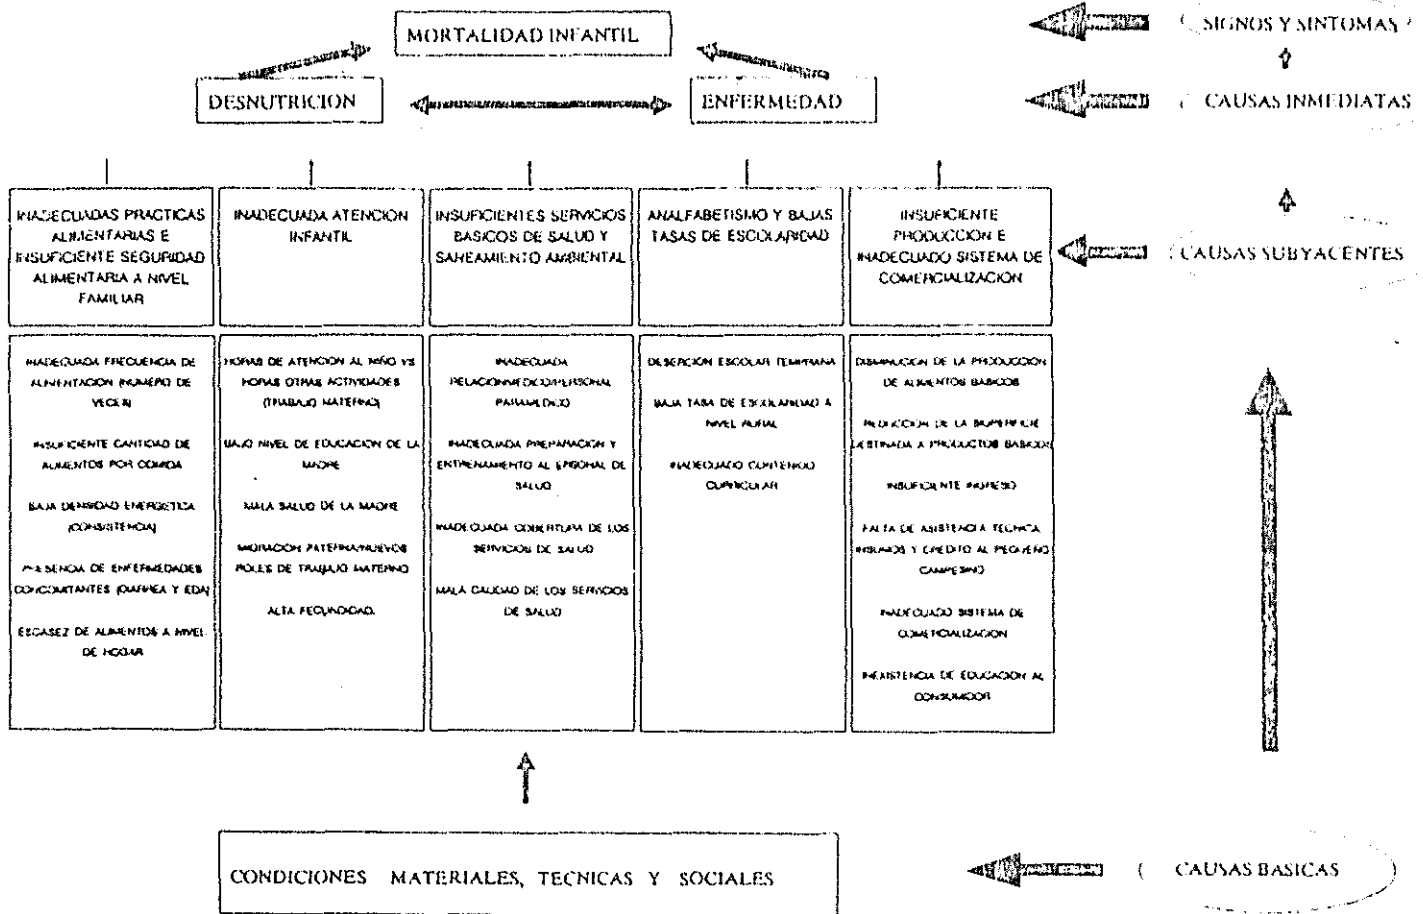 MORTALIDAD INFANTIL
SIGNOS Y SINTOMAS
DESNUTRICION
ENFERMEDAD
CAUSAS INMEDIATAS
INADECUADAS PRACTICAS
ALIMENTARIAS E
INSUFICIENTE SEGURIDAD
ALIMENTARIA A NIVEL
FAMILIAR
INADECUADA ATENCION
INFANTIL
INSUFICIENTES SERVICIOS
BASICOS DE SALUD Y
SANEAMIENTO AMBIENTAL
ANALFABETISMO Y BAJAS
TASAS DE ESCOLARIDAD
INSUFICIENTE
PRODUCCION E
INADECUADO SISTEMA DE
COMERCIALIZACION
CAUSAS SUBYACENTES
INADECUADA FRECUENCIA DE
ALIMENTACION (NUMERO DE
VECES)
INSUFICIENTE CANTIDAD DE
ALIMENTOS POR COMIDA
BAJA DENSIDAD ENERGETICA
(CONSISTENCIA)
PRESENCIA DE ENFERMEDADES
CONCOMITANTES (DIARREA Y EDA)
ESCASEZ DE ALIMENTOS A NIVEL
DE HOGAR
HORAS DE ATENCION AL NIÑO VS
HORAS OTRAS ACTIVIDADES
(TRABAJO MATERNO)
BAJO NIVEL DE EDUCACION DE LA
MADRE
MALA SALUD DE LA MADRE
MIGRACION PATERNA/NUEVOS
ROLES DE TRABAJO MATERNO
ALTA FECUNDIDAD.
INADECUADA
RELACION/MEDICO/PERSONAL
PARAMEDICO
INADECUADA PREPARACION Y
ENTRENAMIENTO AL DE
SALUD
INADECUADA COBERTURA DE LOS
SERVICIOS DE SALUD
MALA CALIDAD DE LOS SERVICIOS
DE SALUD
DESERCION ESCOLAR TEMPRANA
BAJA TASA DE ESCOLARIDAD A
NIVEL RURAL
INADECUADO CONTENIDO
CURRICULAR
DISMINUCION DE LA PRODUCCION
DE ALIMENTOS BASICOS
REDUCCION DE LA
DESTINADA A PRODUCTOS BASICOS
INSUFICIENTE INGRESO
FALTA DE ASISTENCIA TECNICA,
INSUMOS Y CREDITO AL PEQUEÑO
CAMPESINO
INADECUADO SISTEMA DE
COMERCIALIZACION
INEXISTENCIA DE EDUCACION AL
CONSUMIDOR
CONDICIONES MATERIALES, TECNICAS Y SOCIALES
CAUSAS BASICAS